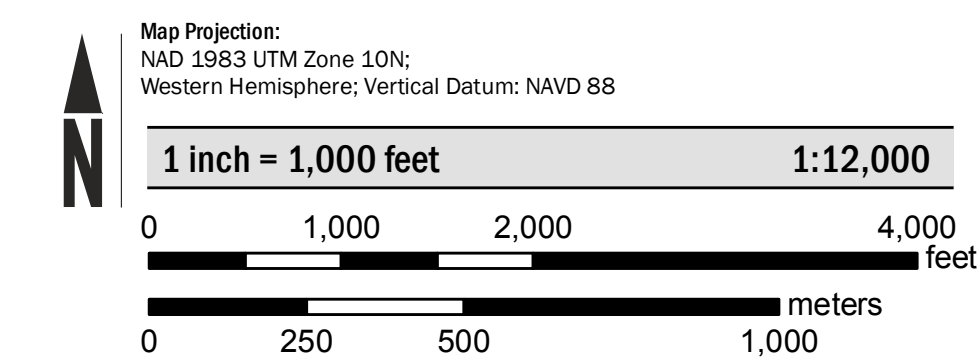 Map Projection:
NAD 1983 UTM Zone 10N;
Western Hemisphere; Vertical Datum: NAVD 88
N
1 inch = 1,000 feet 1:12,000
0 1,000 2,000 4,000
feet
meters
0 250 500 1,000